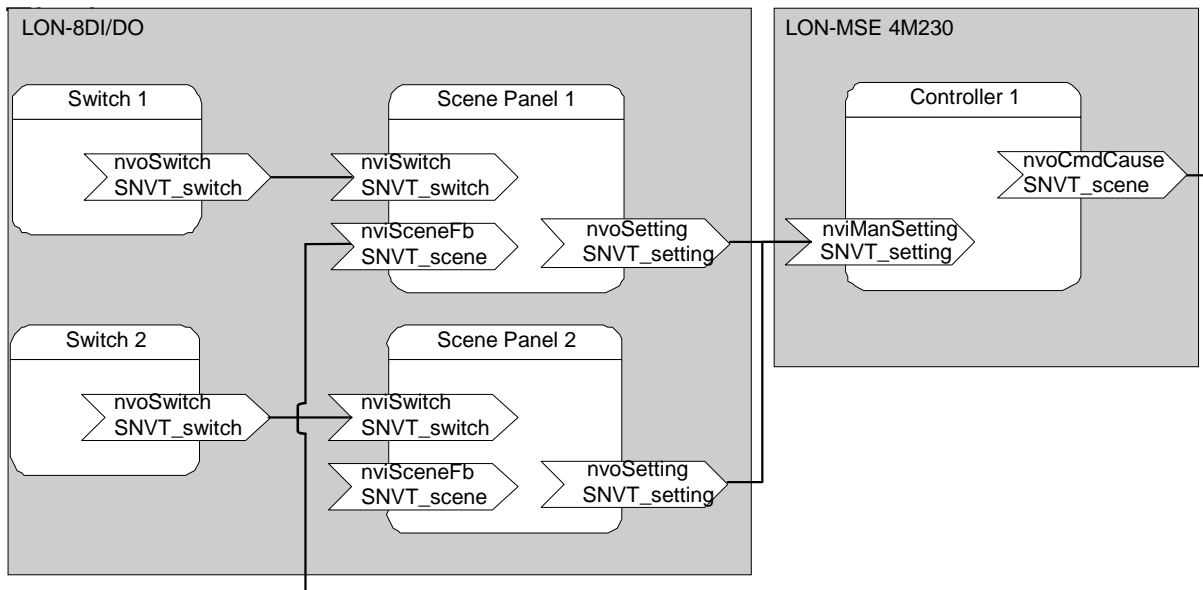 LON-8DI/DO
LON-MSE 4M230
Switch 1
Scene Panel 1
Controller 1
nvoSwitch
SNVT_switch
nviSwitch
SNVT_switch
nvoCmdCause
SNVT_scene
nviSceneFb
SNVT_scene
nvoSetting
SNVT_setting
nviManSetting
SNVT_setting
Switch 2
Scene Panel 2
nvoSwitch
SNVT_switch
nviSwitch
SNVT_switch
nviSceneFb
SNVT_scene
nvoSetting
SNVT_setting